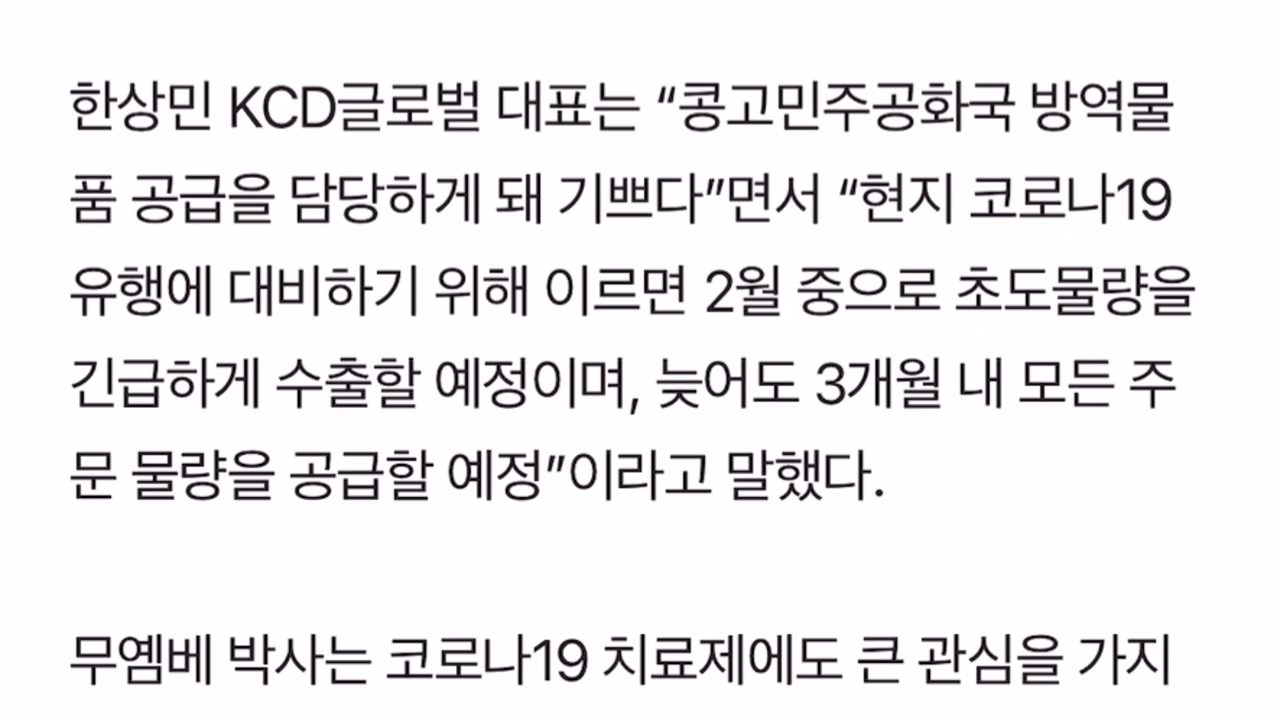 한상민 KCD글로벌 대표는 “콩고민주공화국 방역물
품 공급을 담당하게 돼 기쁘다”면서 “현지 코로나19
유행에 대비하기 위해 이르면 2월 중으로 초도물량을
긴급하게 수출할 예정이며, 늦어도 3개월 내 모든 주
문 물량을 공급할 예정”이라고 말했다.
무옘베 박사는 코로나19 치료제에도 큰 관심을 가지